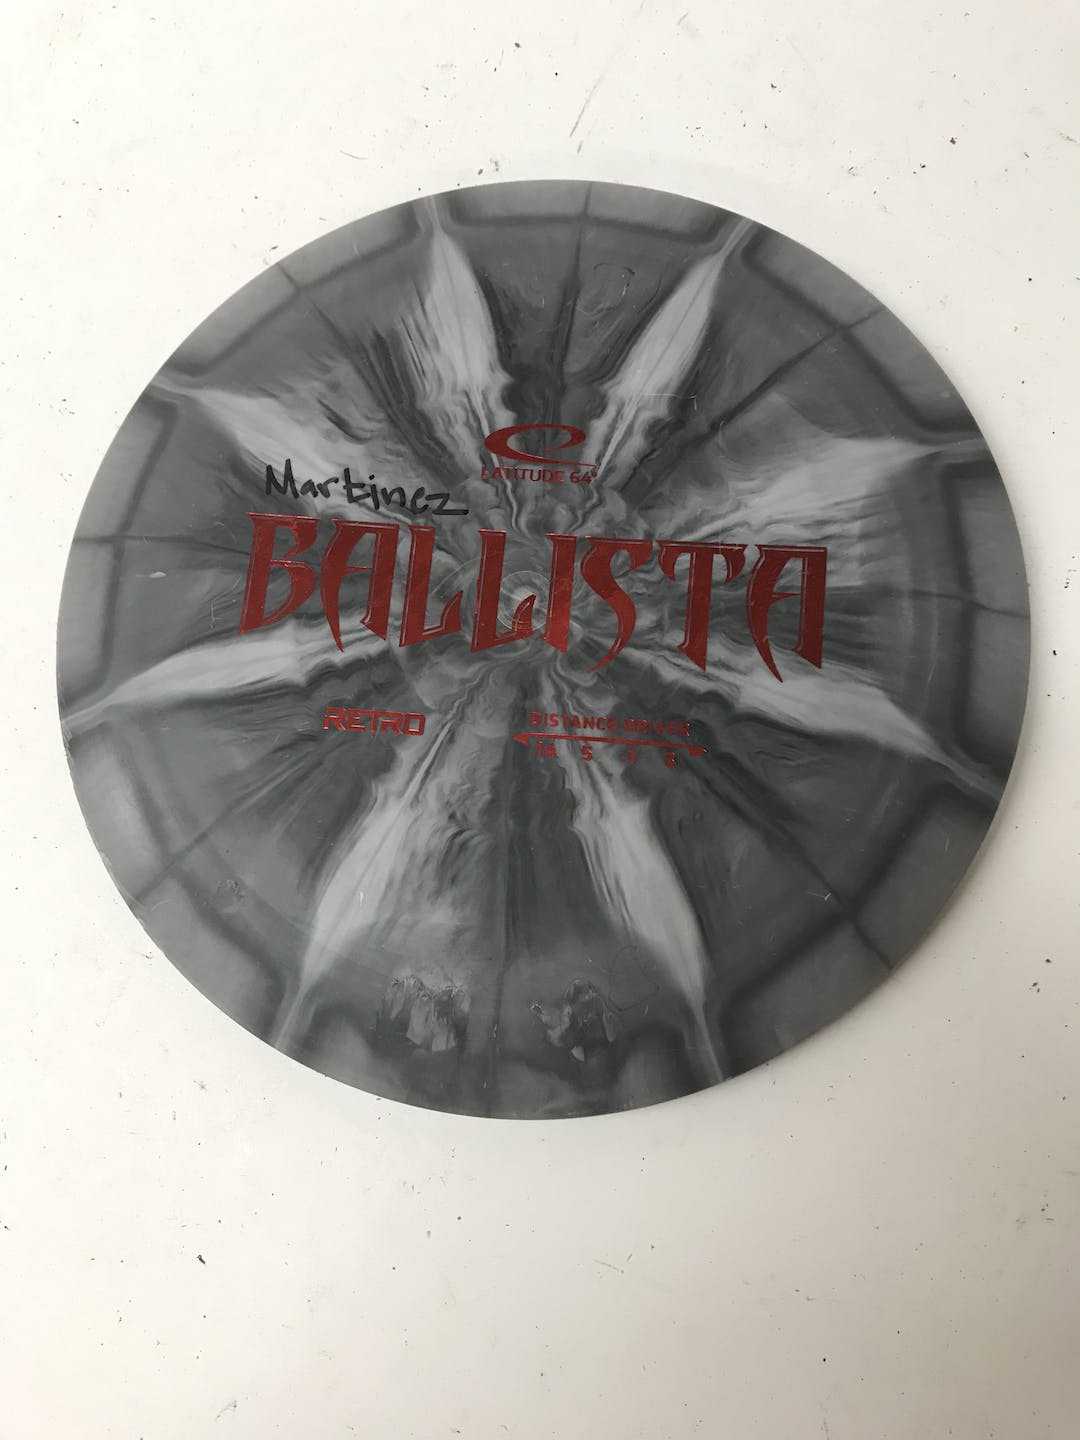 LATITUDE 64°
Martinez
BALLISTA
RETRO
DISTANCE DRIVER
14 5 -1 3